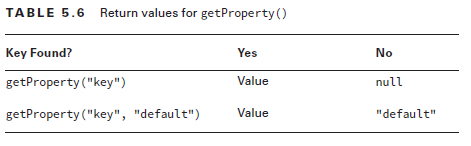 TABLE 5.6 Return values for getProperty()
Key Found? Yes No
getProperty("key") Value null
getProperty("key", "default") Value "default"